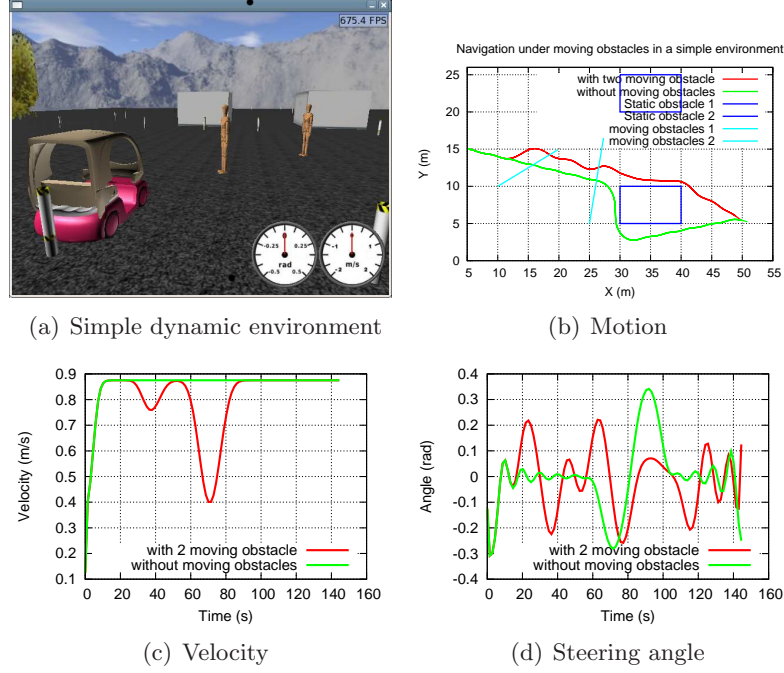 675.4 FPS
-0.25 0 0.25
rad
-0.5 0.5
-1 0 1
m/s
-2 2
(a) Simple dynamic environment
Navigation under moving obstacles in a simple environment
with two moving obstacle
without moving obstacles
Static obstacle 1
Static obstacle 2
moving obstacles 1
moving obstacles 2
Y (m)
25
20
15
10
5
0
5 10 15 20 25 30 35 40 45 50 55
X (m)
(b) Motion
Velocity (m/s)
0.9
0.8
0.7
0.6
0.5
0.4
0.3
0.2
0.1
with 2 moving obstacle
without moving obstacles
0 20 40 60 80 100 120 140 160
Time (s)
(c) Velocity
Angle (rad)
0.4
0.3
0.2
0.1
0
-0.1
-0.2
-0.3
-0.4
with 2 moving obstacle
without moving obstacles
0 20 40 60 80 100 120 140 160
Time (s)
(d) Steering angle